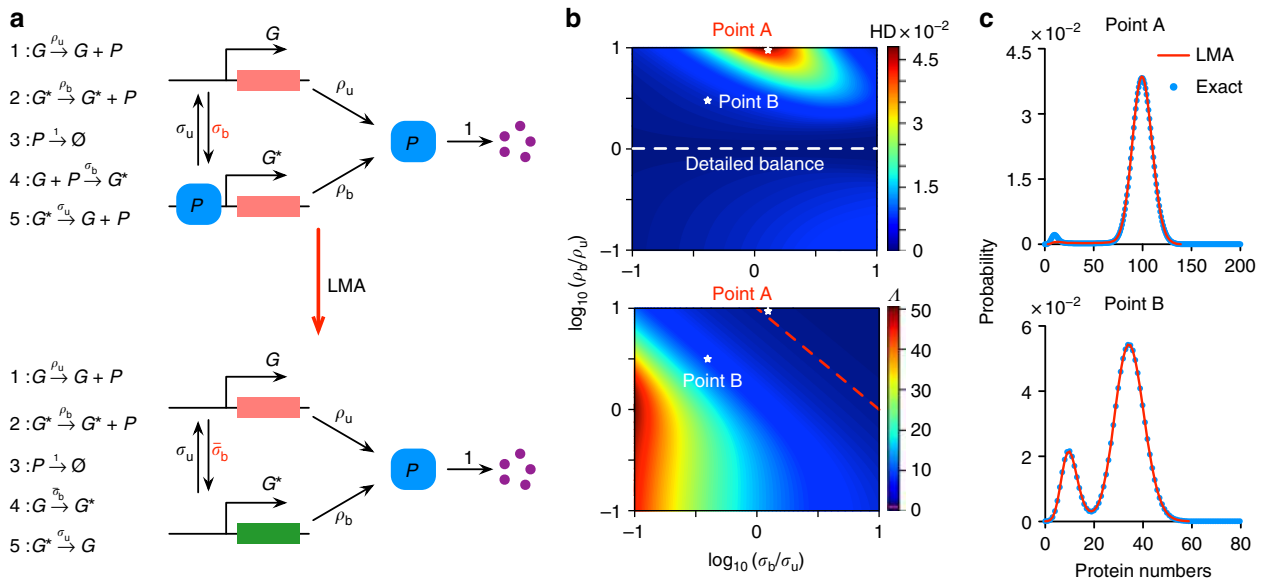 a
1 : G →ρu G + P
2 : G* →ρb G* + P
3 : P →1 Ø
4 : G + P →σb G*
5 : G* →σu G + P
G
σu
σb
G*
P
ρu
ρb
P
1
LMA
1 : G →ρu G + P
2 : G* →ρb G* + P
3 : P →1 Ø
4 : G →σ̄b G*
5 : G* →σu G
G
σu
σ̄b
G*
ρu
ρb
P
1
b
Point A
HD × 10⁻²
1
0
−1
Point B
Detailed balance
4
3
2
1
0
−1
0
1
log10 (ρb/ρu)
Point A
Λ
1
0
−1
Point B
50
40
30
20
10
0
−1
0
1
log10 (σb/σu)
c
Point A
× 10⁻²
4.5
3.0
1.5
0
LMA
Exact
0
50
100
150
200
Probability
Point B
× 10⁻²
6
4
2
0
0
20
40
60
80
Protein numbers